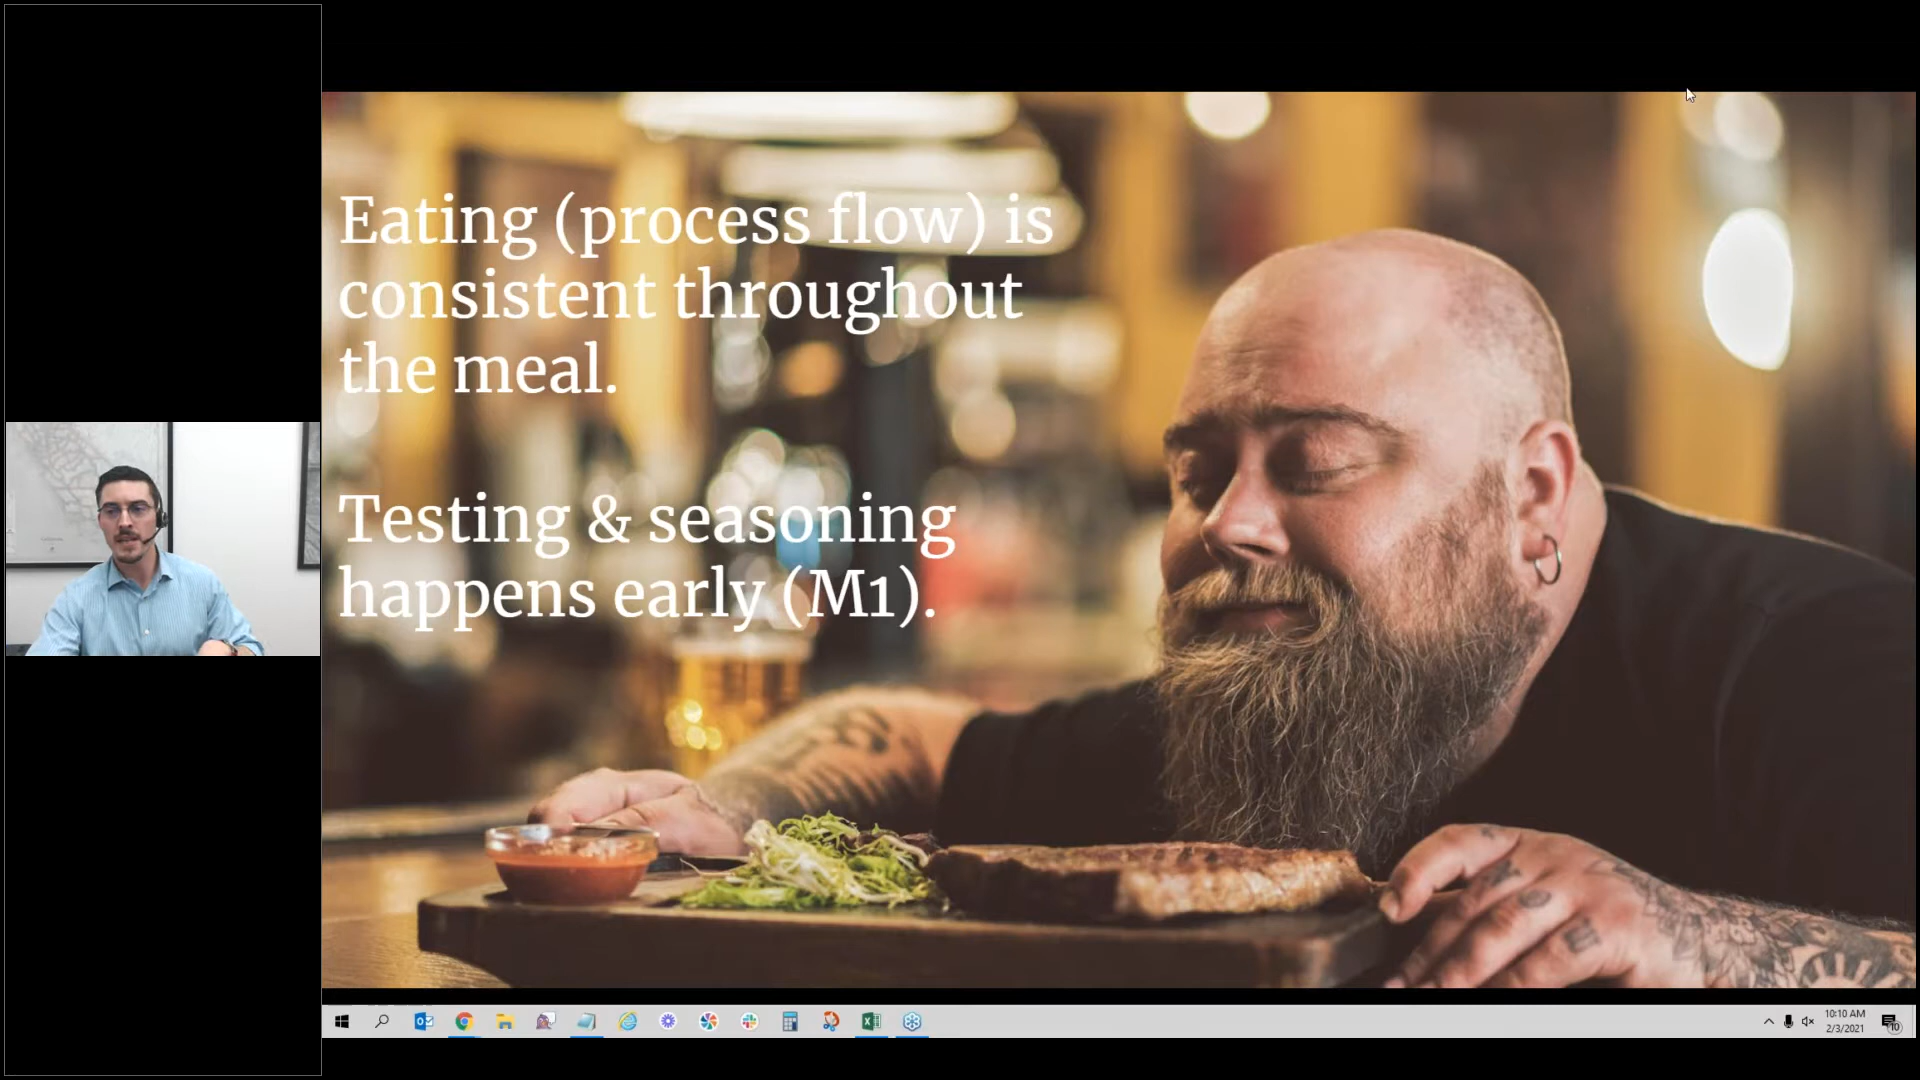 Eating (process flow) is
consistent throughout
the meal.
Testing & seasoning
happens early (M1).
10:10 AM
2/3/2021
10